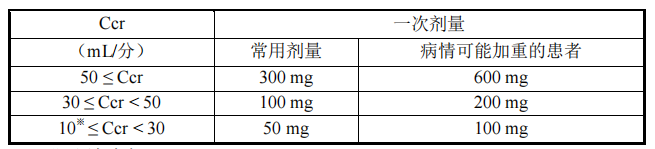 Ccr 一次剂量
（mL/分） 常用剂量 病情可能加重的患者
50 ≤ Ccr 300 mg 600 mg
30 ≤ Ccr < 50 100 mg 200 mg
10※ ≤ Ccr < 30 50 mg 100 mg